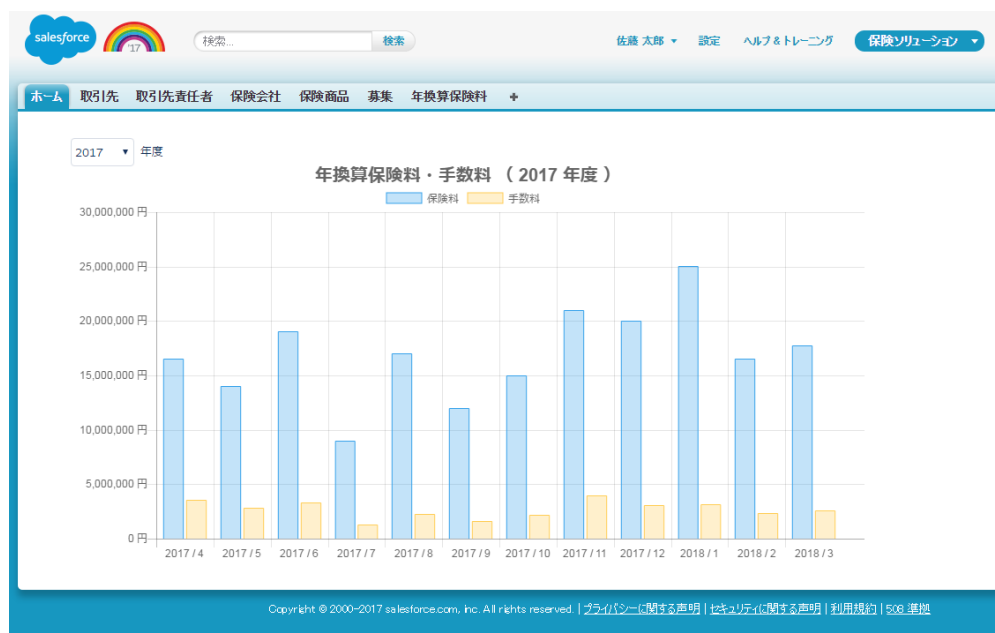 salesforce '17 検索... 検索 佐藤 太郎 設定 ヘルプ & トレーニング 保険ソリューション
ホーム 取引先 取引先責任者 保険会社 保険商品 募集 年換算保険料 +
2017 年度
年換算保険料・手数料 （ 2017 年度 ）
保険料 手数料
30,000,000 円
25,000,000 円
20,000,000 円
15,000,000 円
10,000,000 円
5,000,000 円
0 円
2017 / 4 2017 / 5 2017 / 6 2017 / 7 2017 / 8 2017 / 9 2017 / 10 2017 / 11 2017 / 12 2018 / 1 2018 / 2 2018 / 3
Copyright © 2000-2017 salesforce.com, inc. All rights reserved. | プライバシーに関する声明 | セキュリティに関する声明 | 利用規約 | 508 準拠